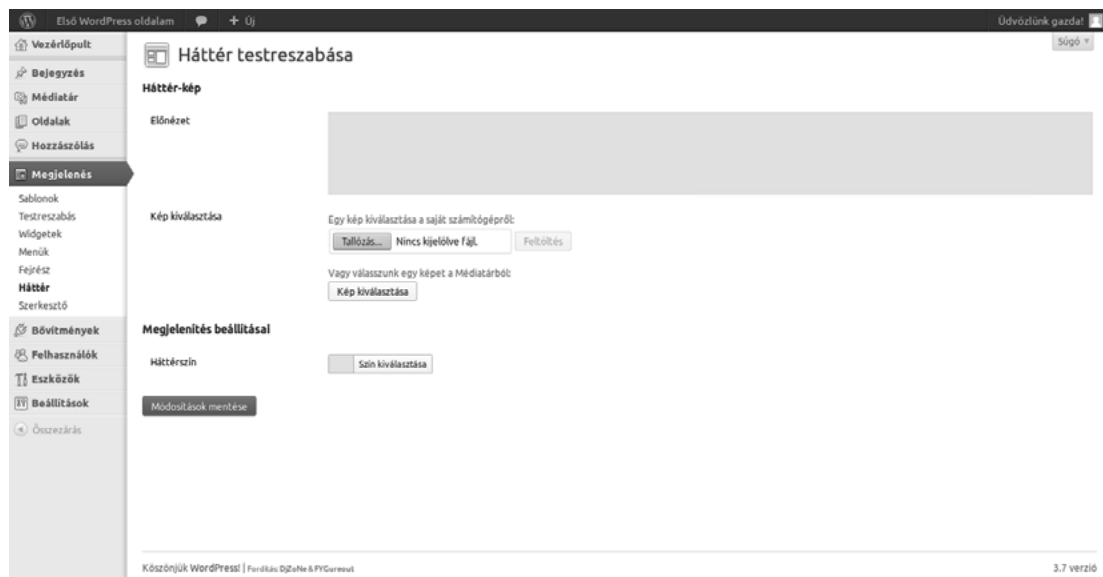 Első WordPress oldalam + Új Üdvözlünk gazda!
Súgó
Vezérlőpult
Bejegyzés
Médiatár
Oldalak
Hozzászólás
Megjelenés
Sablonok
Testreszabás
Widgetek
Menük
Fejrész
Háttér
Szerkesztő
Bővítmények
Felhasználók
Eszközök
Beállítások
Összezárás
Háttér testreszabása
Háttér-kép
Előnézet
Kép kiválasztása
Egy kép kiválasztása a saját számítógépről:
Tallózás... Nincs kijelölve fájl. Feltöltés
Vagy válasszunk egy képet a Médiatárból:
Kép kiválasztása
Megjelenítés beállításai
Háttérszín Szín kiválasztása
Módosítások mentése
Köszönjük WordPress! | Fordítás: DjZoNe & FYGureout 3.7 verzió